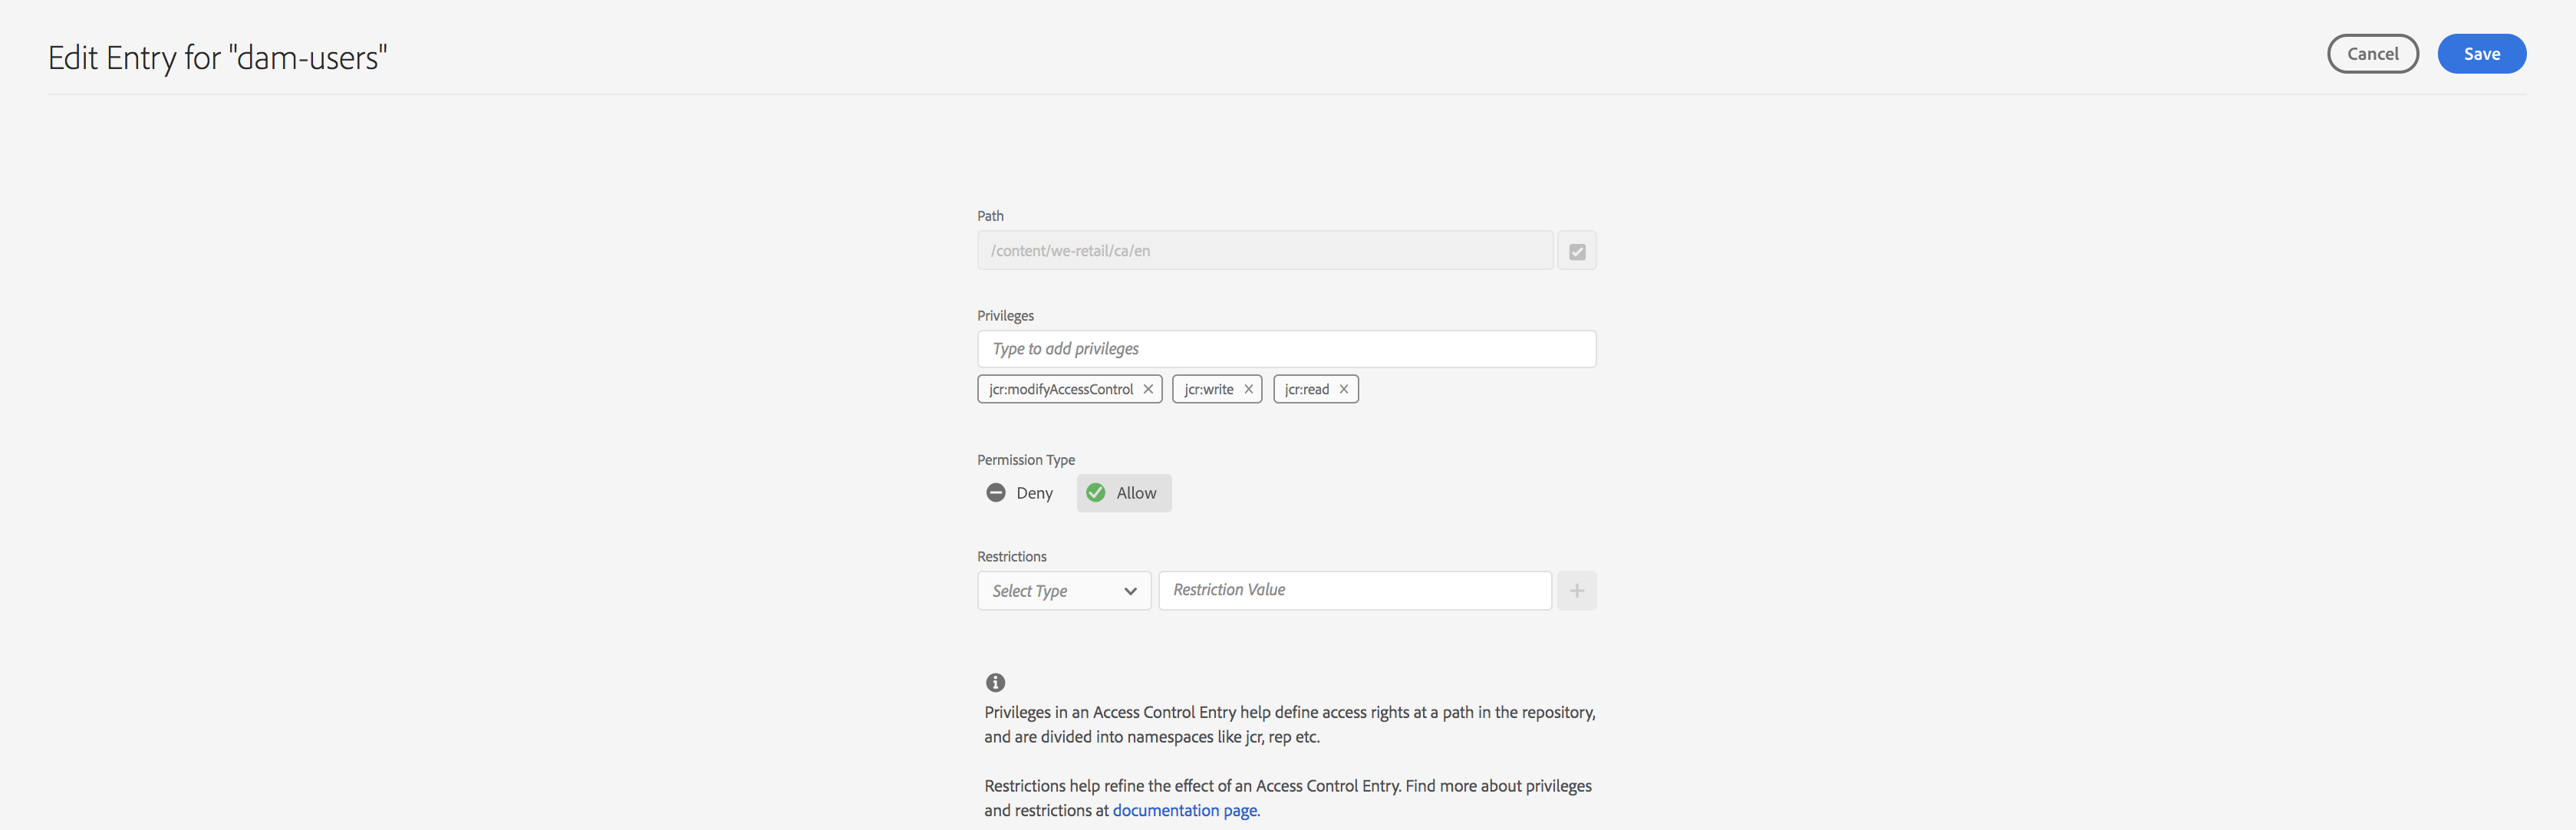 Edit Entry for "dam-users"
Cancel
Save
Path
/content/we-retail/ca/en
Privileges
Type to add privileges
jcr:modifyAccessControl
jcr:write
jcr:read
Permission Type
Deny
Allow
Restrictions
Select Type
Restriction Value
Privileges in an Access Control Entry help define access rights at a path in the repository,
and are divided into namespaces like jcr, rep etc.
Restrictions help refine the effect of an Access Control Entry. Find more about privileges
and restrictions at documentation page.